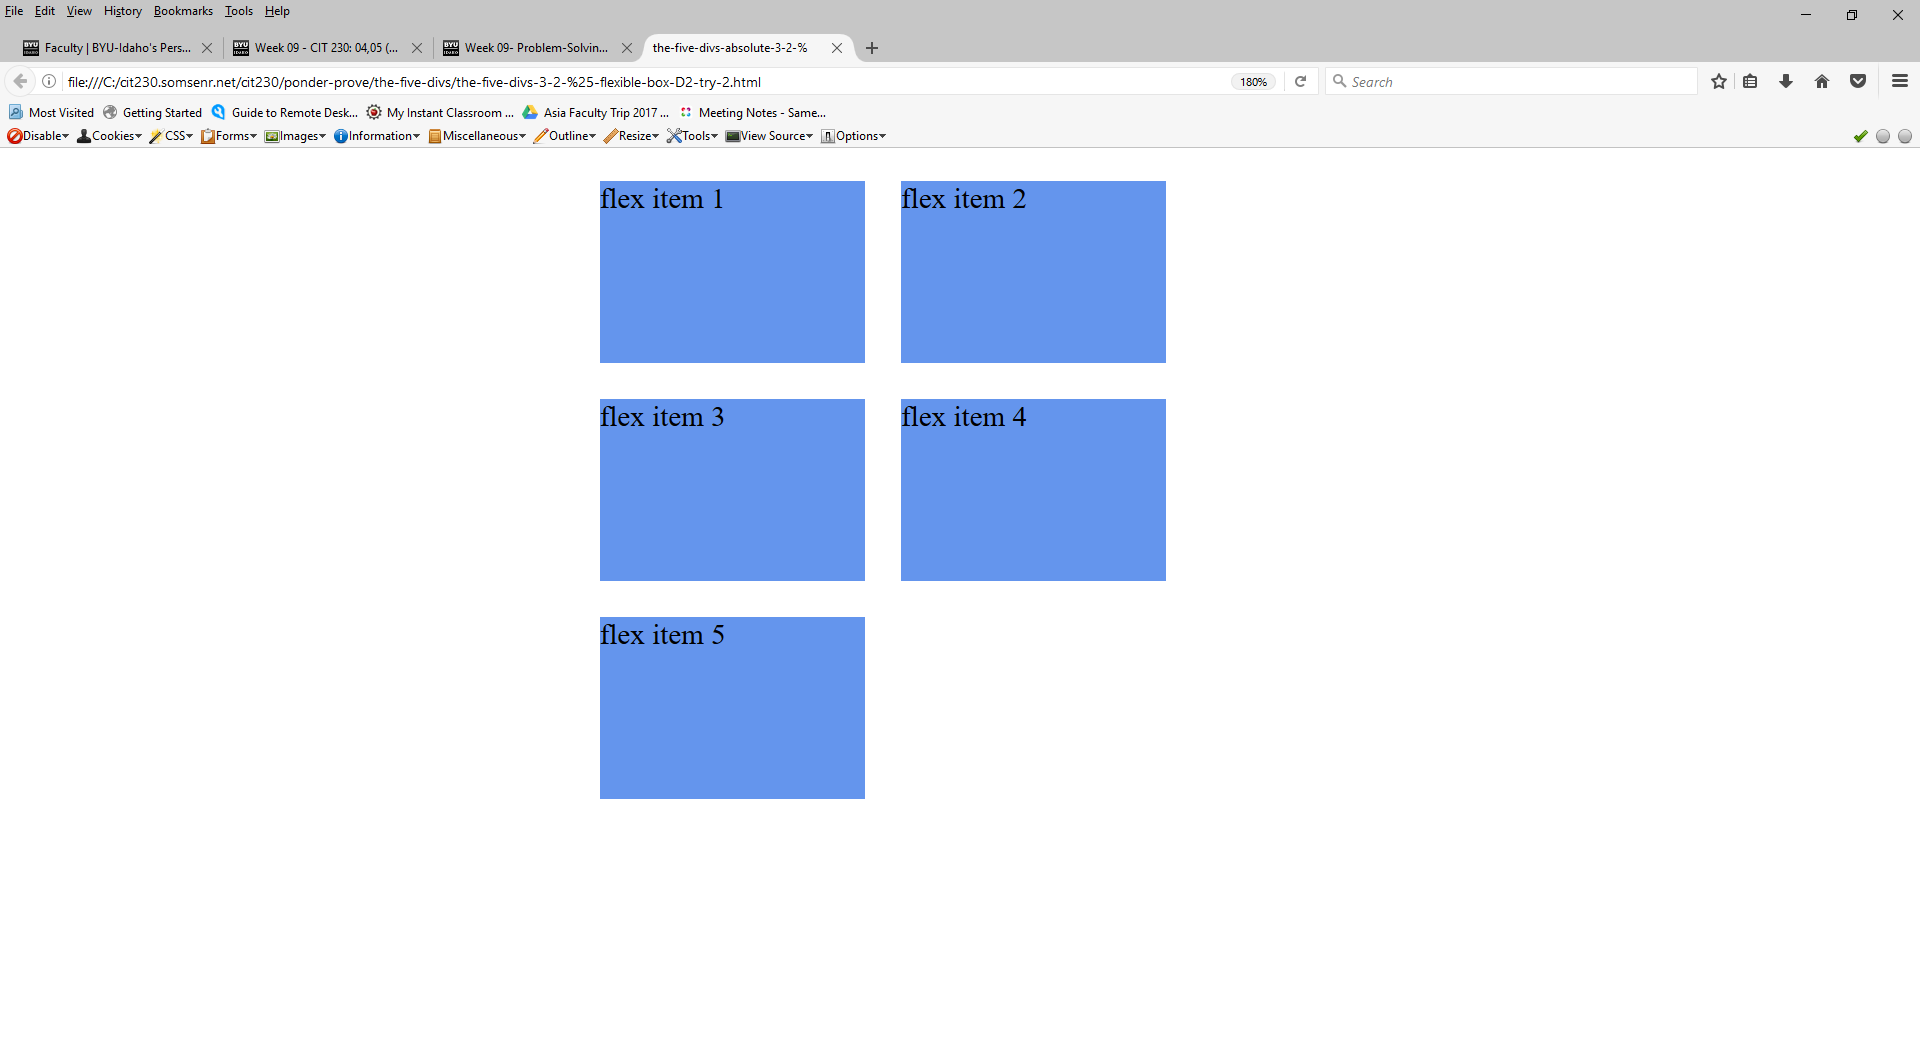 File Edit View History Bookmarks Tools Help
Faculty | BYU-Idaho's Pers... Week 09 - CIT 230: 04,05 (... Week 09- Problem-Solvin... the-five-divs-absolute-3-2-%
file:///C:/cit230.somsenr.net/cit230/ponder-prove/the-five-divs/the-five-divs-3-2-%25-flexible-box-D2-try-2.html 180% Search
Most Visited Getting Started Guide to Remote Desk... My Instant Classroom ... Asia Faculty Trip 2017 ... Meeting Notes - Same...
Disable Cookies CSS Forms Images Information Miscellaneous Outline Resize Tools View Source Options
flex item 1 flex item 2
flex item 3 flex item 4
flex item 5